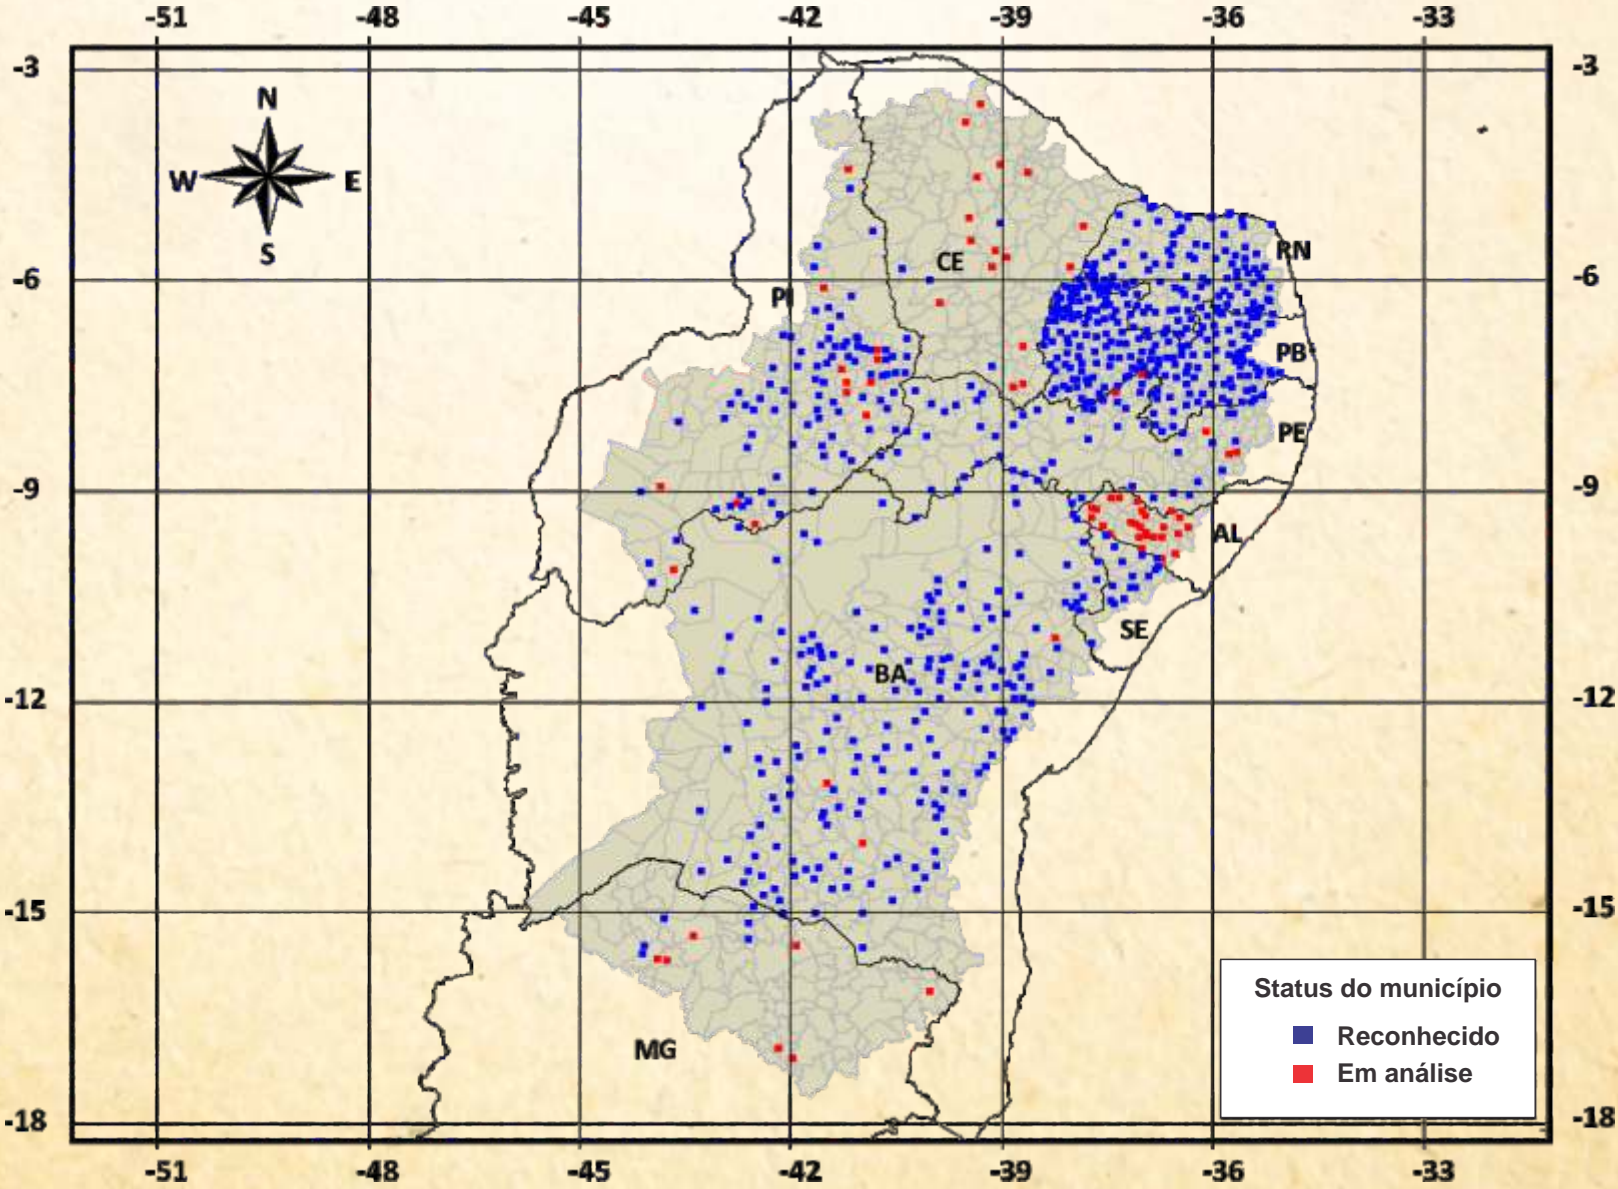 -51 -48 -45 -42 -39 -36 -33
-3 -3
N
W E
S
RN
CE
-6 -6
PI
PB
PE
-9 -9
AL
SE
BA
-12 -12
-15 -15
Status do município
Reconhecido
MG
Em análise
-18 -18
-51 -48 -45 -42 -39 -36 -33